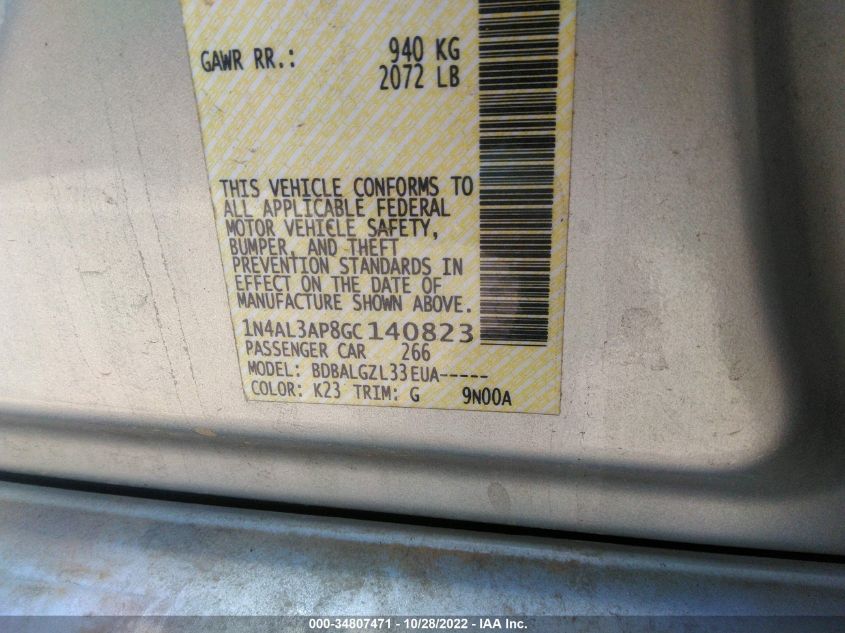 GAWR RR.: 940 KG
2072 LB
THIS VEHICLE CONFORMS TO
ALL APPLICABLE FEDERAL
MOTOR VEHICLE SAFETY,
BUMPER, AND THEFT
PREVENTION STANDARDS IN
EFFECT ON THE DATE OF
MANUFACTURE SHOWN ABOVE.
1N4AL3AP8GC140823
PASSENGER CAR 266
MODEL: BDBALGZL33EUA-----
COLOR: K23 TRIM: G 9N00A
000-34807471 - 10/28/2022 - IAA Inc.